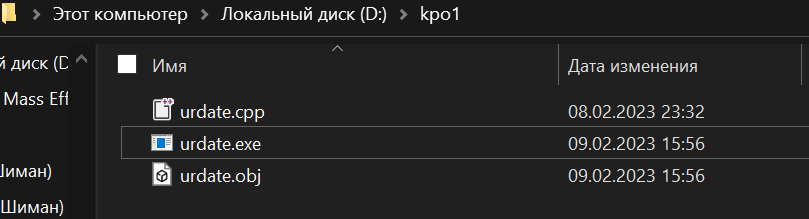 Этот компьютер > Локальный диск (D:) > kpo1
й диск (D
Mass Eff
Шиман)
(Шиман)
Имя Дата изменения
urdate.cpp 08.02.2023 23:32
urdate.exe 09.02.2023 15:56
urdate.obj 09.02.2023 15:56